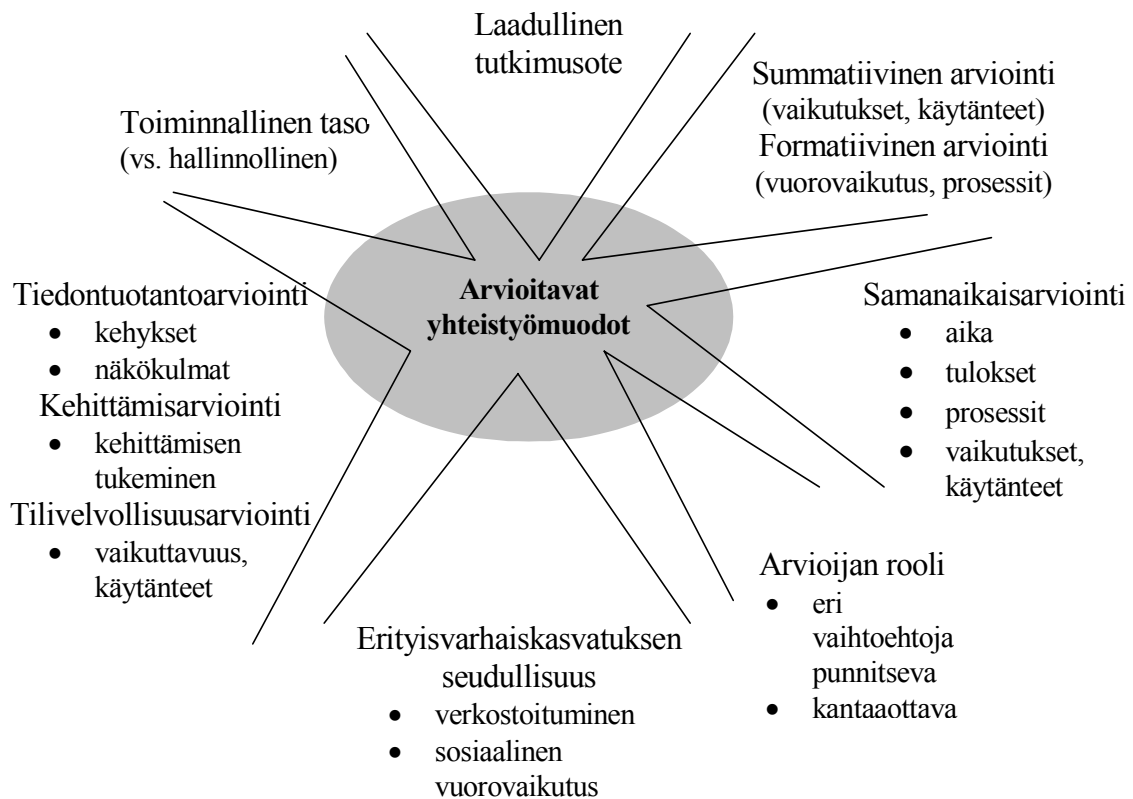 Laadullinen
tutkimusote
Summatiivinen arviointi
(vaikutukset, käytänteet)
Formatiivinen arviointi
(vuorovaikutus, prosessit)
Toiminnallinen taso
(vs. hallinnollinen)
Arvioitavat
yhteistyömuodot
Tiedontuotantoarviointi
• kehykset
• näkökulmat
Kehittämisarviointi
• kehittämisen
tukeminen
Tilivelvollisuusarviointi
• vaikuttavuus,
käytänteet
Samanaikaisarviointi
• aika
• tulokset
• prosessit
• vaikutukset,
käytänteet
Arvioijan rooli
• eri
vaihtoehtoja
punnitseva
• kantaaottava
Erityisvarhaiskasvatuksen
seudullisuus
• verkostoituminen
• sosiaalinen
vuorovaikutus